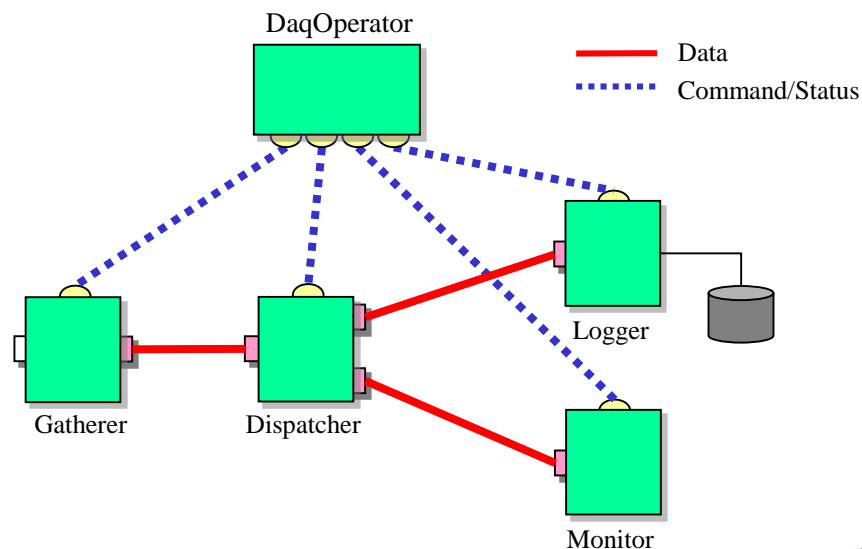 DaqOperator
Data
Command/Status
Logger
Gatherer
Dispatcher
Monitor